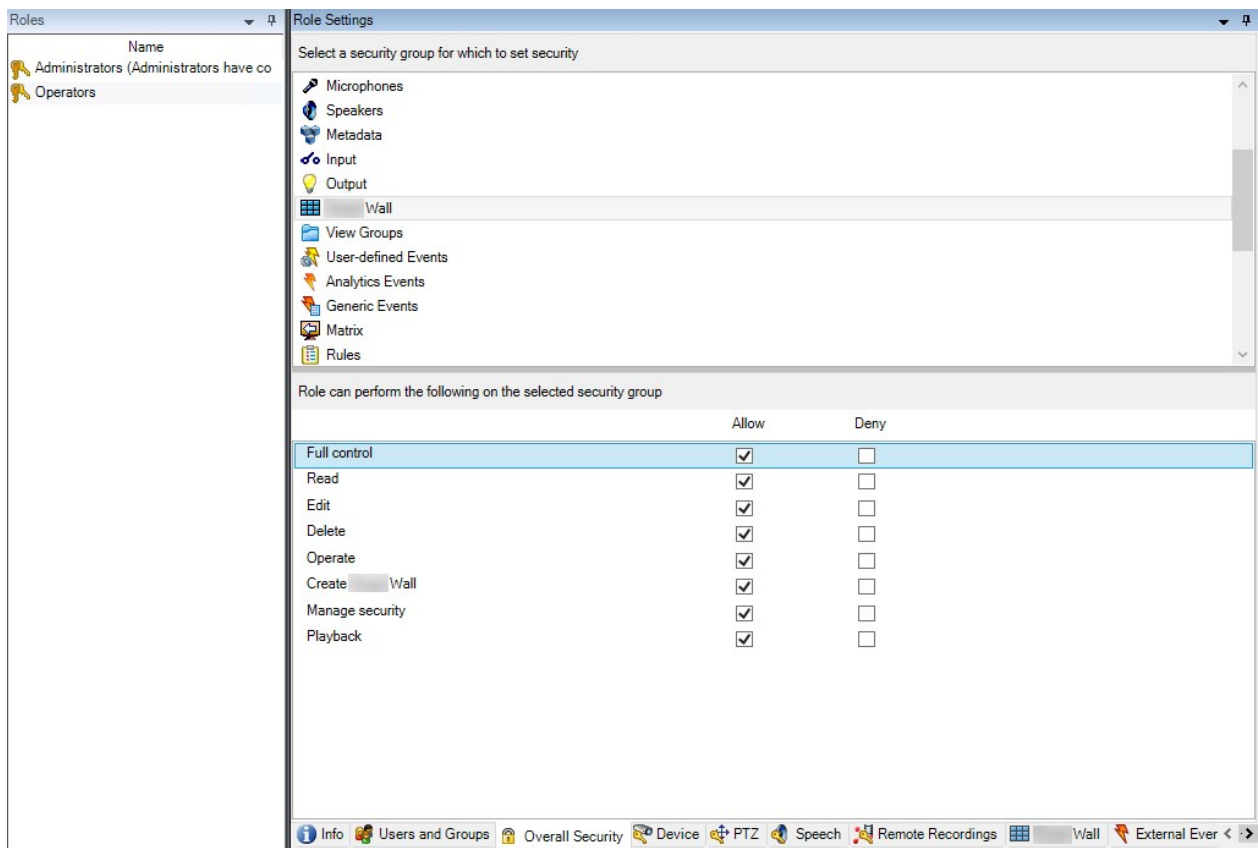 Roles
Name
Administrators (Administrators have co
Operators
Role Settings
Select a security group for which to set security
Microphones
Speakers
Metadata
Input
Output
Wall
View Groups
User-defined Events
Analytics Events
Generic Events
Matrix
Rules
Role can perform the following on the selected security group
Allow Deny
Full control
Read
Edit
Delete
Operate
Create Wall
Manage security
Playback
Info Users and Groups Overall Security Device PTZ Speech Remote Recordings Wall External Ever